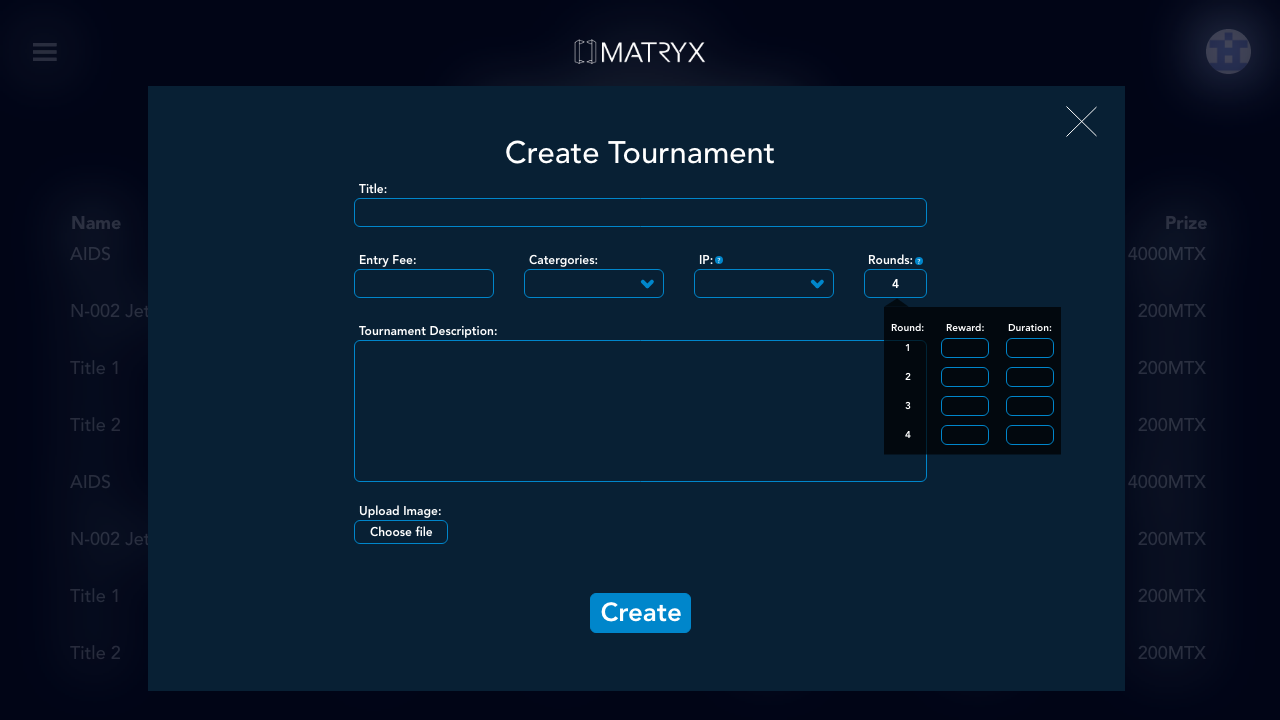 MATRYX
Create Tournament
Title:
Name
Prize
AIDS
4000MTX
Entry Fee:
Catergories:
IP: ?
Rounds: ?
4
N-002 Jet
200MTX
Round:
Reward:
Duration:
Tournament Description:
1
Title 1
200MTX
2
3
Title 2
200MTX
4
AIDS
4000MTX
Upload Image:
Choose file
N-002 Jet
200MTX
Title 1
200MTX
Create
Title 2
200MTX